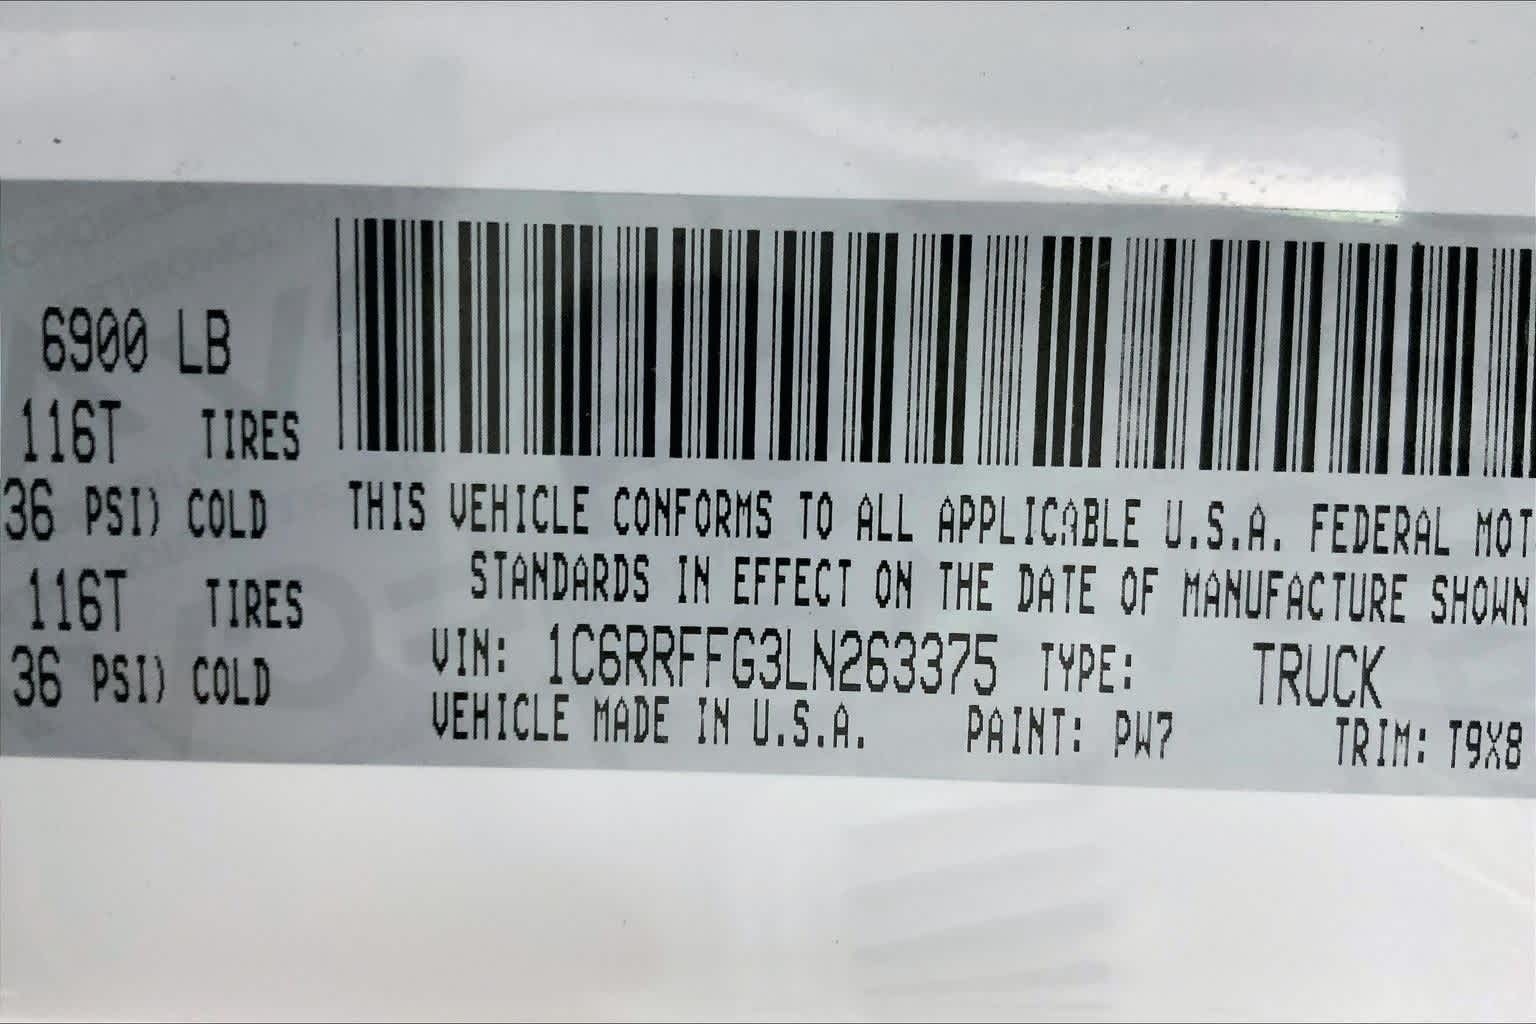 6900 LB
116T TIRES
36 PSI) COLD
116T TIRES
36 PSI) COLD
THIS VEHICLE CONFORMS TO ALL APPLICABLE U.S.A. FEDERAL MOT
STANDARDS IN EFFECT ON THE DATE OF MANUFACTURE SHOWN
VIN: 1C6RRFFG3LN263375 TYPE: TRUCK
VEHICLE MADE IN U.S.A. PAINT: PW7 TRIM: T9X8